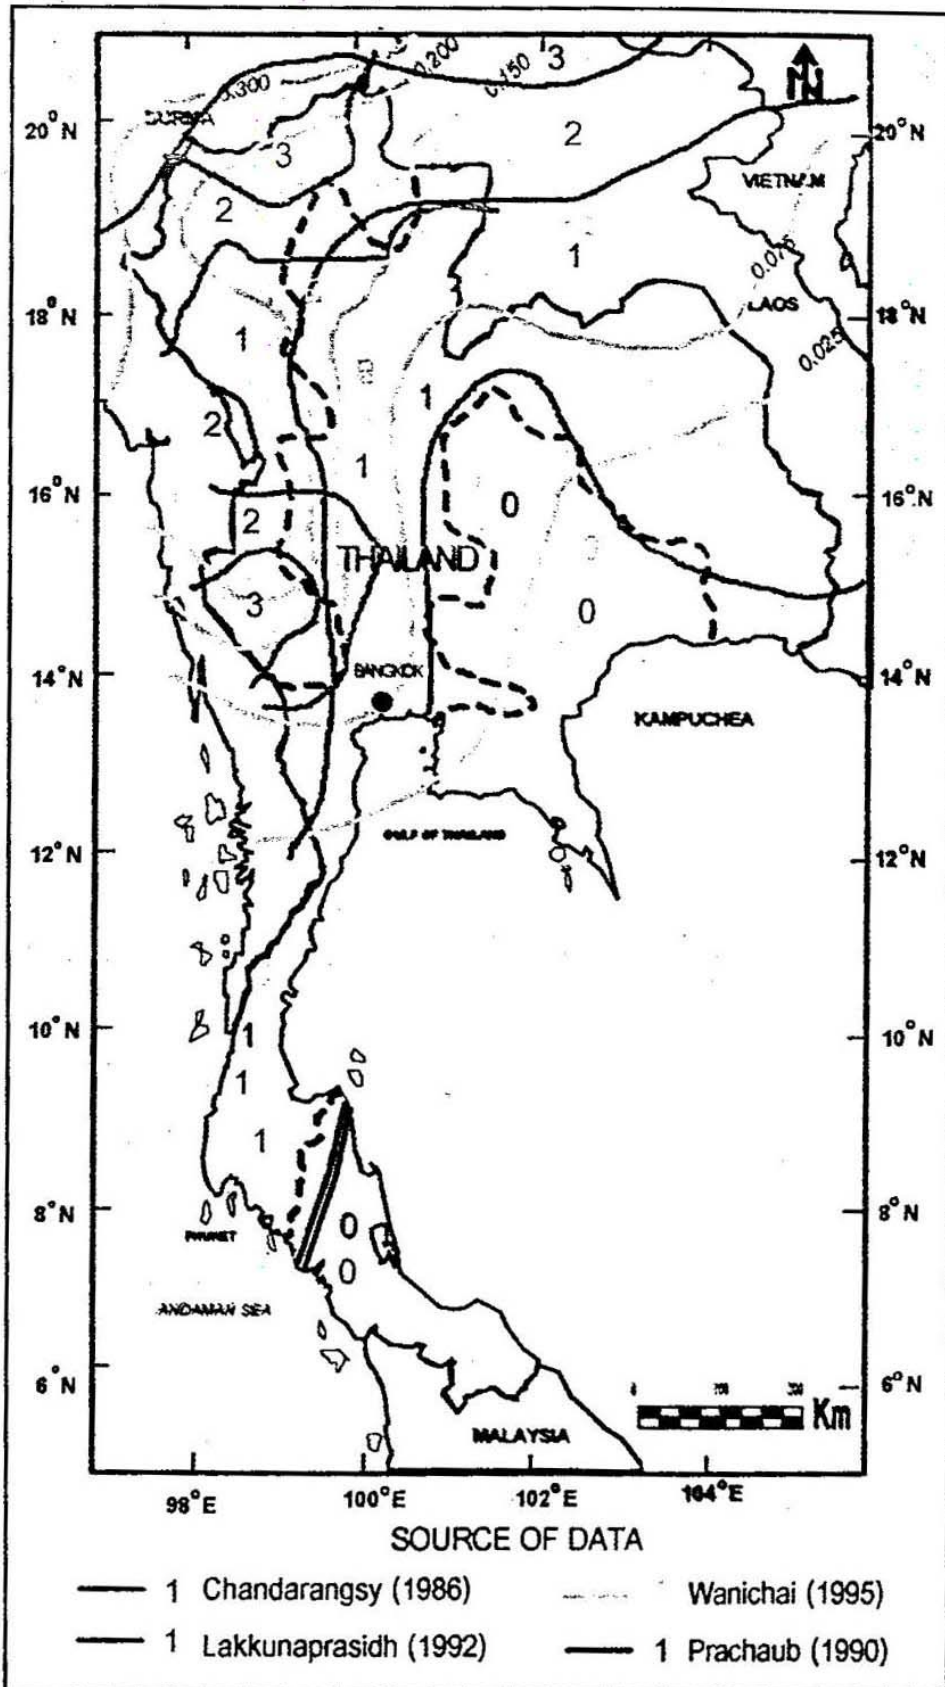 0.200
0.150
3
0.300
BURMA
20°N
2
20°N
3
VIETNAM
2
1
0.075
18°N
LAOS
18°N
1
0.025
1
2
1
16°N
0
16°N
2
THAILAND
3
0
14°N
BANGKOK
14°N
KAMPUCHEA
GULF OF THAILAND
12°N
12°N
10°N
1
10°N
1
1
8°N
0
8°N
PHUKET
0
ANDAMAN SEA
6°N
6°N
Km
MALAYSIA
98°E 100°E 102°E 104°E
SOURCE OF DATA
1 Chandarangsy (1986)
Wanichai (1995)
1 Lakkunaprasidh (1992)
1 Prachaub (1990)